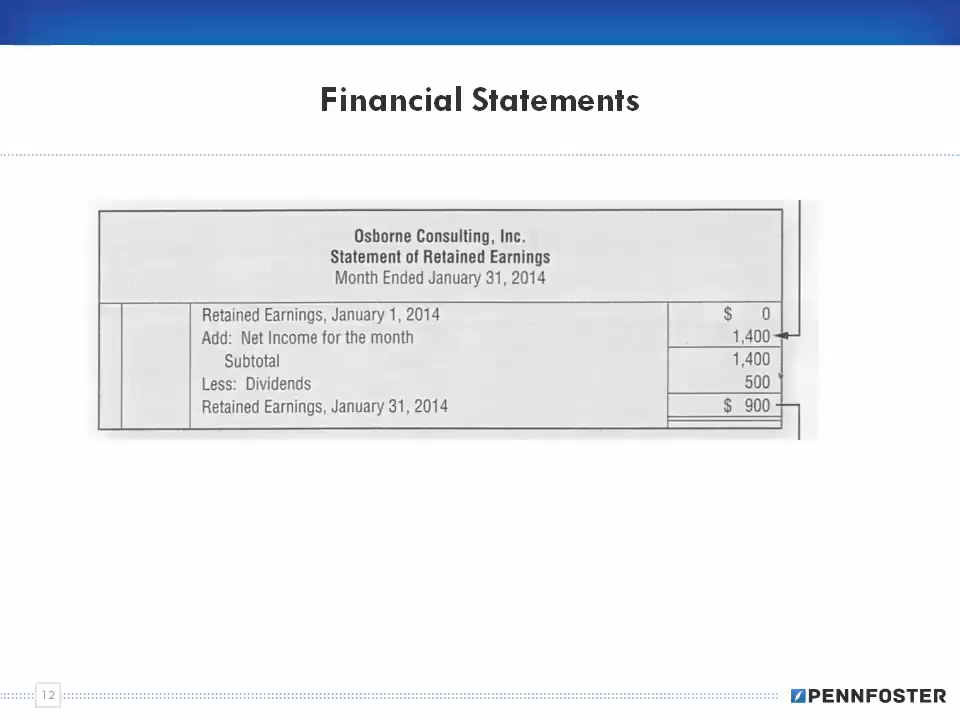 Financial Statements
Osborne Consulting, Inc.
Statement of Retained Earnings
Month Ended January 31, 2014
Retained Earnings, January 1, 2014 $ 0
Add: Net Income for the month 1,400
Subtotal 1,400
Less: Dividends 500
Retained Earnings, January 31, 2014 $ 900
12
PENNFOSTER